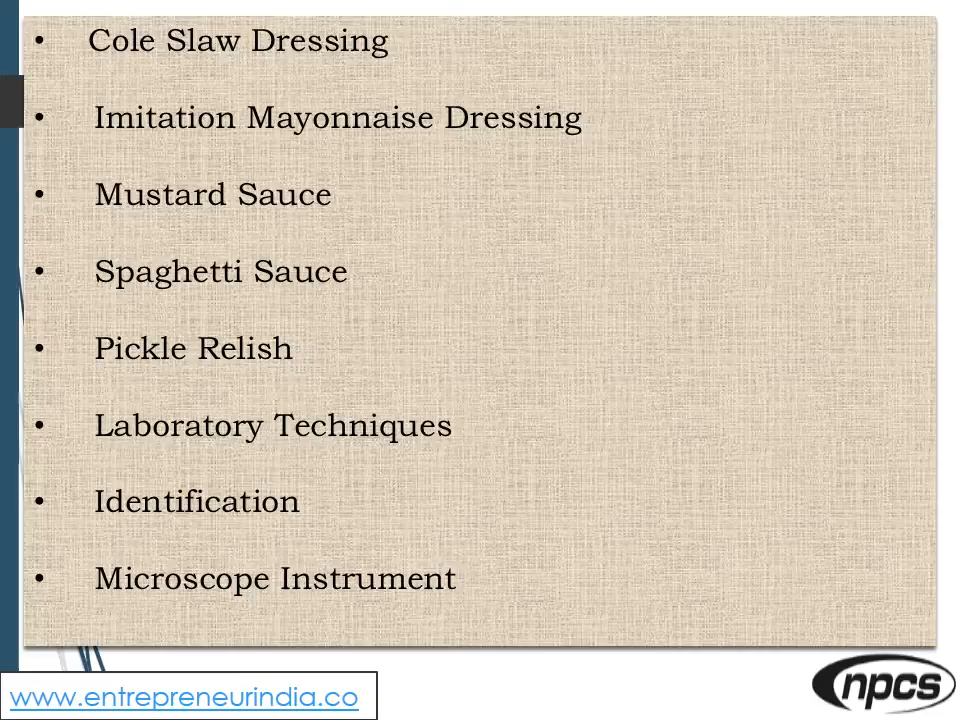 • Cole Slaw Dressing
• Imitation Mayonnaise Dressing
• Mustard Sauce
• Spaghetti Sauce
• Pickle Relish
• Laboratory Techniques
• Identification
• Microscope Instrument
www.entrepreneurindia.co
npcs